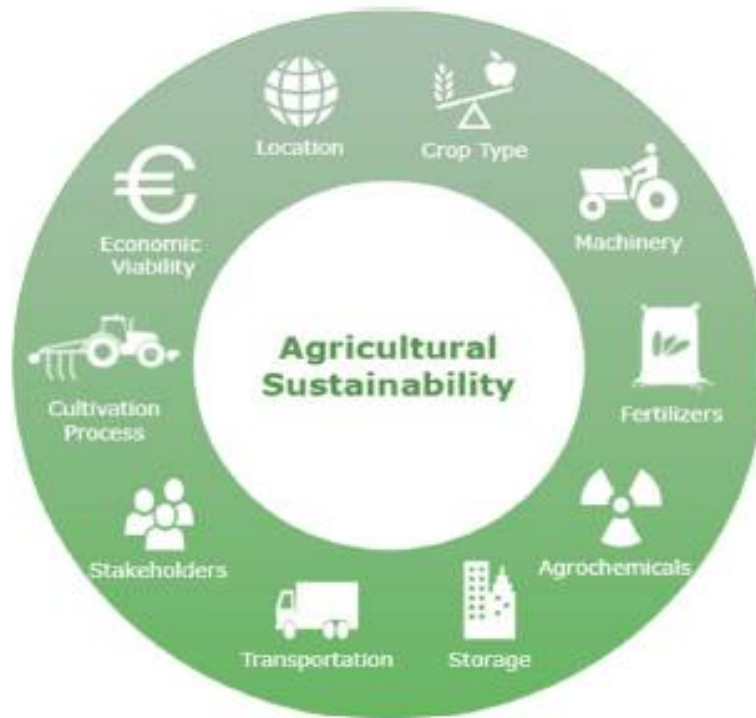 Location
Crop Type
Economic
Viability
Machinery
Agricultural
Sustainability
Cultivation
Process
Fertilizers
Stakeholders
Agrochemicals
Transportation
Storage